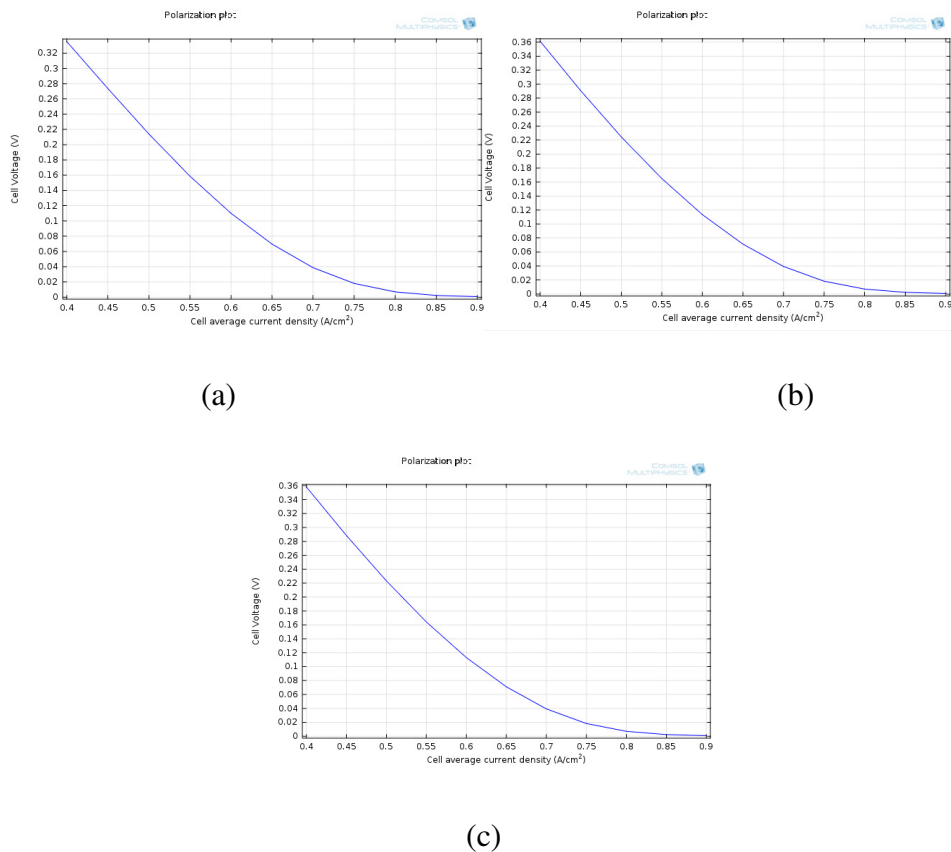 Polarization plot
COMSOL
MULTIPHYSICS
0.32
0.3
0.28
0.26
0.24
0.22
0.2
0.18
0.16
0.14
0.12
0.1
0.08
0.06
0.04
0.02
0
Cell Voltage (V)
0.4 0.45 0.5 0.55 0.6 0.65 0.7 0.75 0.8 0.85 0.9
Cell average current density (A/cm²)
(a)
Polarization plot
COMSOL
MULTIPHYSICS
0.36
0.34
0.32
0.3
0.28
0.26
0.24
0.22
0.2
0.18
0.16
0.14
0.12
0.1
0.08
0.06
0.04
0.02
0
Cell Voltage (V)
0.4 0.45 0.5 0.55 0.6 0.65 0.7 0.75 0.8 0.85 0.9
Cell average current density (A/cm²)
(b)
Polarization plot
COMSOL
MULTIPHYSICS
0.36
0.34
0.32
0.3
0.28
0.26
0.24
0.22
0.2
0.18
0.16
0.14
0.12
0.1
0.08
0.06
0.04
0.02
0
Cell Voltage (V)
0.4 0.45 0.5 0.55 0.6 0.65 0.7 0.75 0.8 0.85 0.9
Cell average current density (A/cm²)
(c)